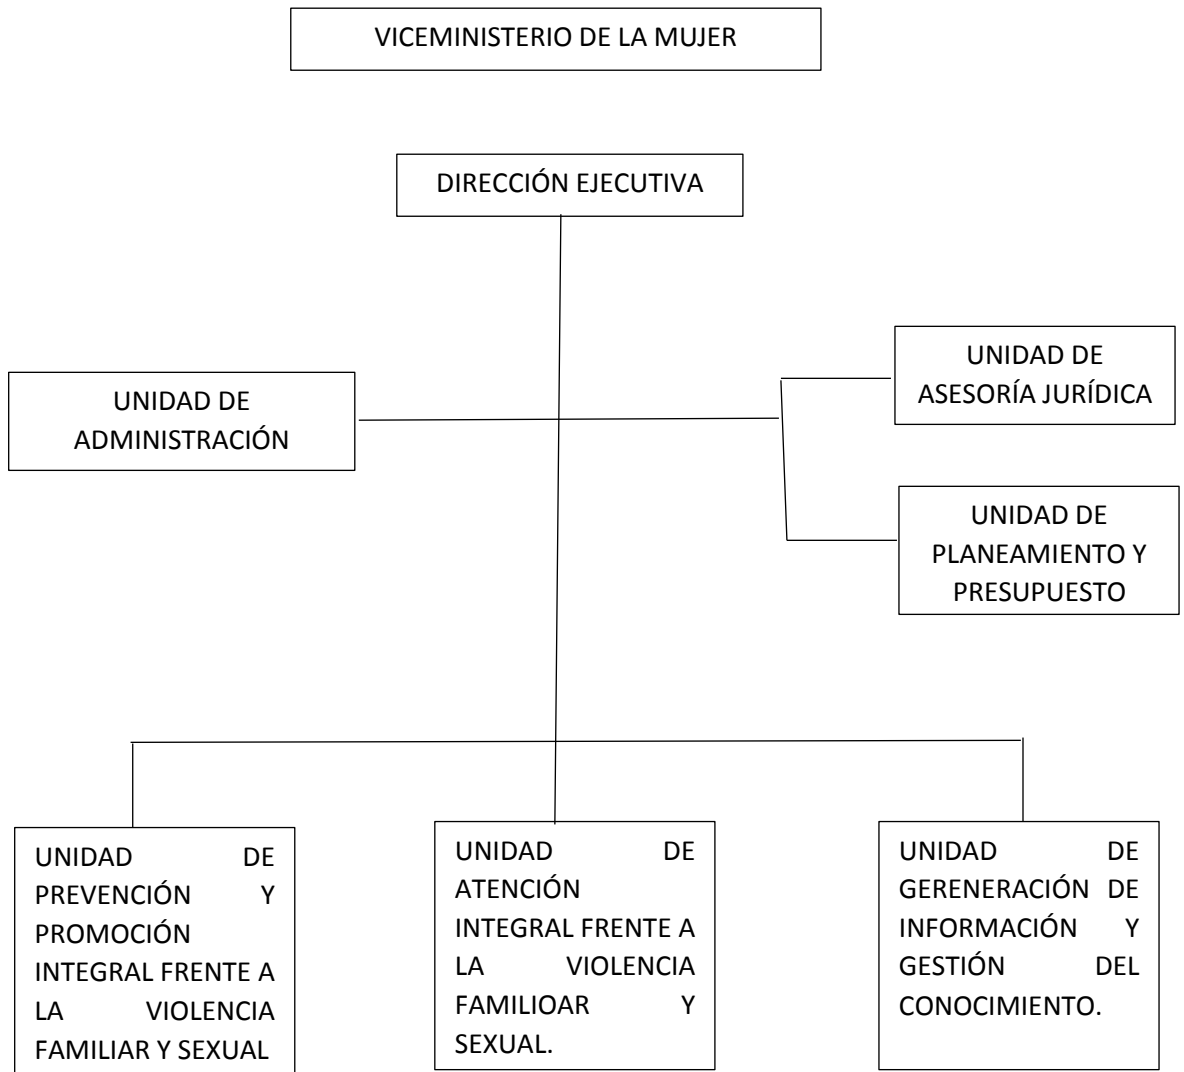 VICEMINISTERIO DE LA MUJER
DIRECCIÓN EJECUTIVA
UNIDAD DE
ADMINISTRACIÓN
UNIDAD DE
ASESORÍA JURÍDICA
UNIDAD DE
PLANEAMIENTO Y
PRESUPUESTO
UNIDAD DE
PREVENCIÓN Y
PROMOCIÓN
INTEGRAL FRENTE A
LA VIOLENCIA
FAMILIAR Y SEXUAL
UNIDAD DE
ATENCIÓN
INTEGRAL FRENTE A
LA VIOLENCIA
FAMILIOAR Y
SEXUAL.
UNIDAD DE
GERENERACIÓN DE
INFORMACIÓN Y
GESTIÓN DEL
CONOCIMIENTO.